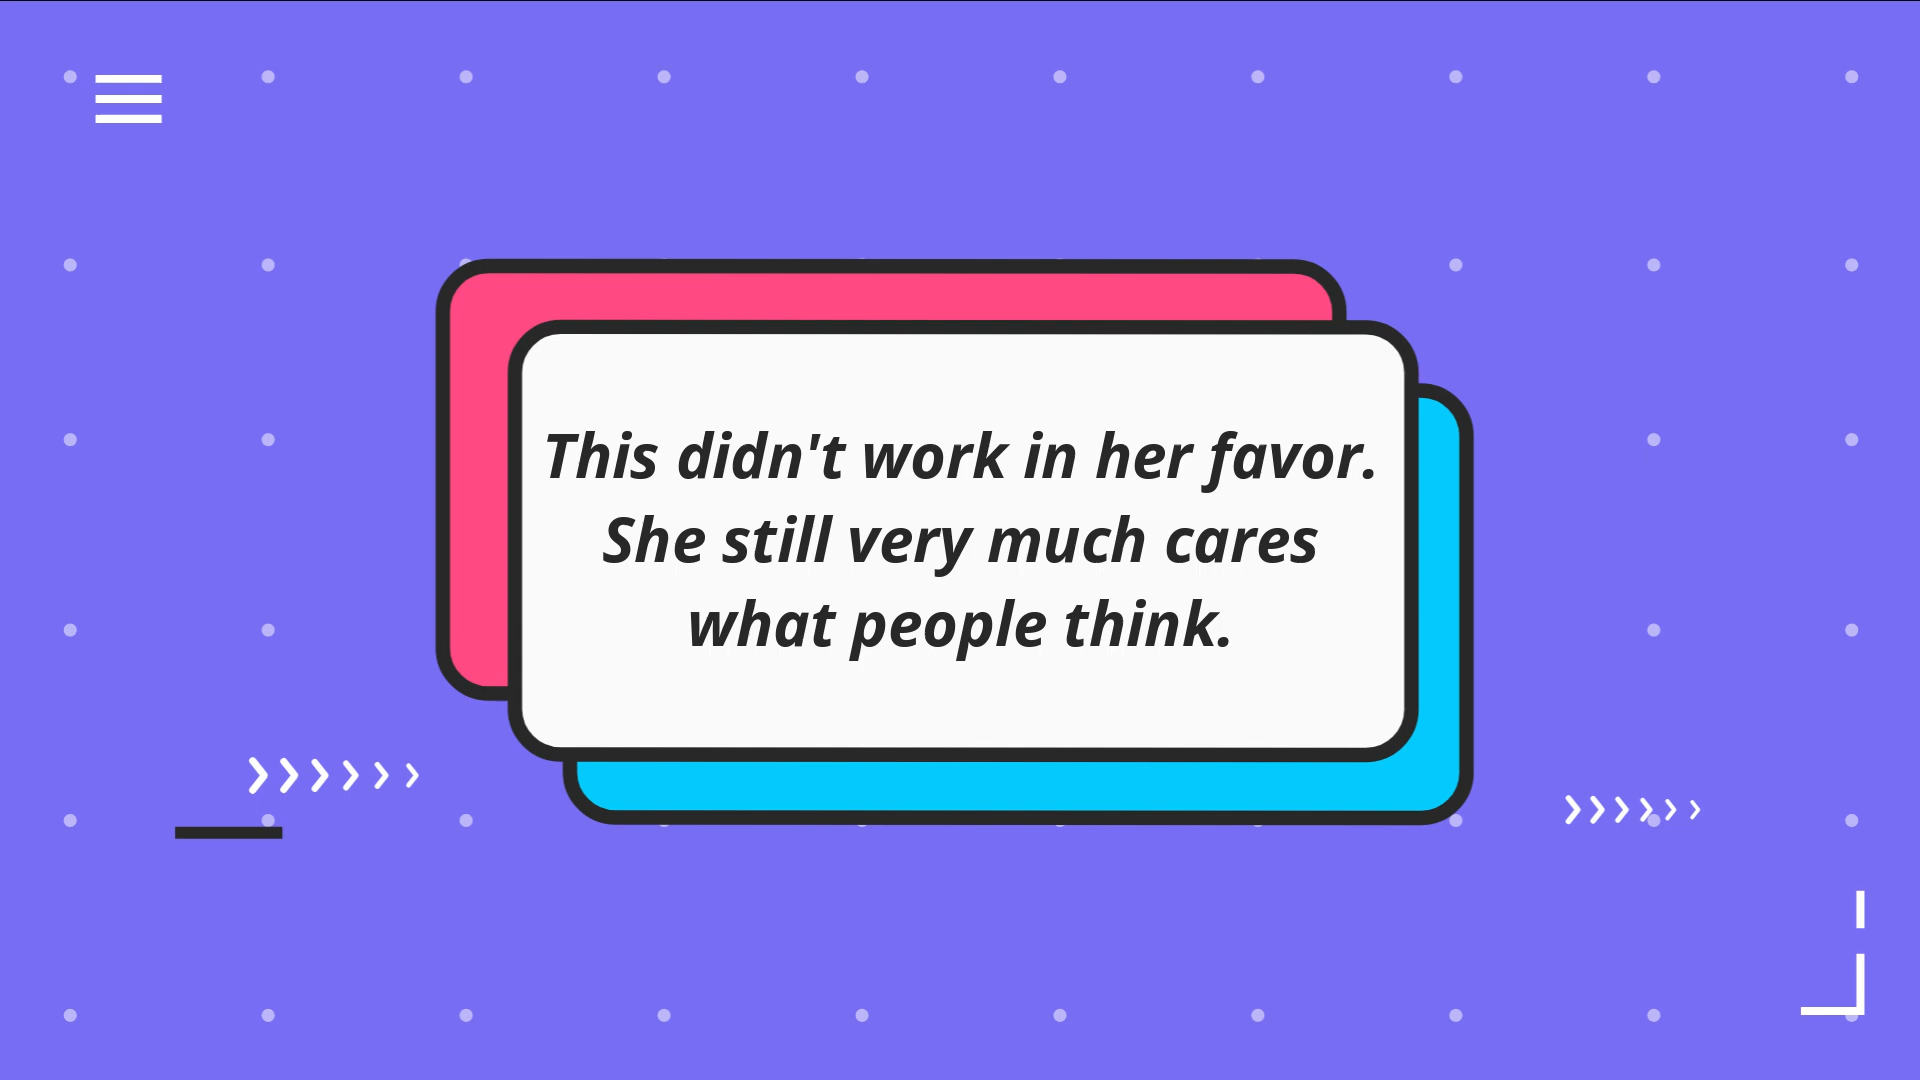 This didn't work in her favor.
She still very much cares
what people think.